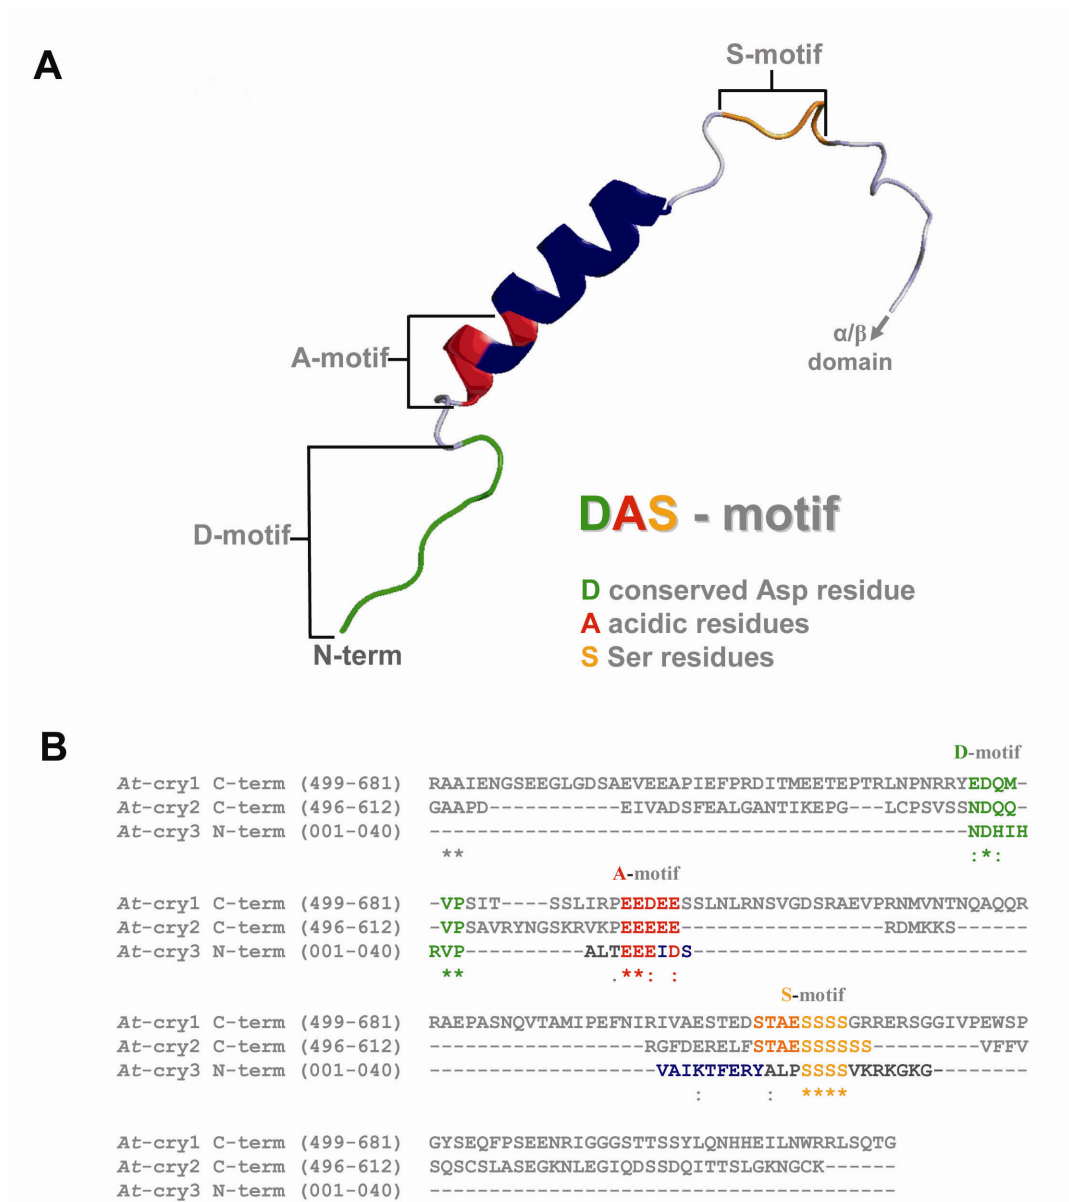 A
S-motif
α/β
domain
A-motif
D-motif
N-term
DAS - motif
D conserved Asp residue
A acidic residues
S Ser residues
B
D-motif
At-cry1 C-term (499-681) RAAIENGSEEGLGDSAEVEEAPIEFPRDITMEETEPTRLNPNRRYEDQM-
At-cry2 C-term (496-612) GAAPD-----------EIVADSFEALGANTIKEPG---LCPSVSSNDQQ-
At-cry3 N-term (001-040) ---------------------------------------------NDHIH
** :*:
A-motif
At-cry1 C-term (499-681) -VPSIT----SSLIRPEEDEESSLNLRNSVGDSRAEVPRNMVNTNQAQQR
At-cry2 C-term (496-612) -VPSAVRYNGSKRVKPEEEEE-----------------RDMKKS------
At-cry3 N-term (001-040) RVP----------ALTEEEIDS----------------------------
** .**: :
S-motif
At-cry1 C-term (499-681) RAEPASNQVTAMIPEFNIRIVAESTEDSTAESSSSGRRERSGGIVPEWSP
At-cry2 C-term (496-612) ------------------RGFDERELFSTAESSSSSS---------VFFV
At-cry3 N-term (001-040) -------------------VAIKTFERYALPSSSSVKRKGKG--------
: : ****
At-cry1 C-term (499-681) GYSEQFPSEENRIGGGSTTSSYLQNHHEILNWRRLSQTG
At-cry2 C-term (496-612) SQSCSLASEGKNLEGIQDSSDQITTSLGKNGCK------
At-cry3 N-term (001-040) ---------------------------------------